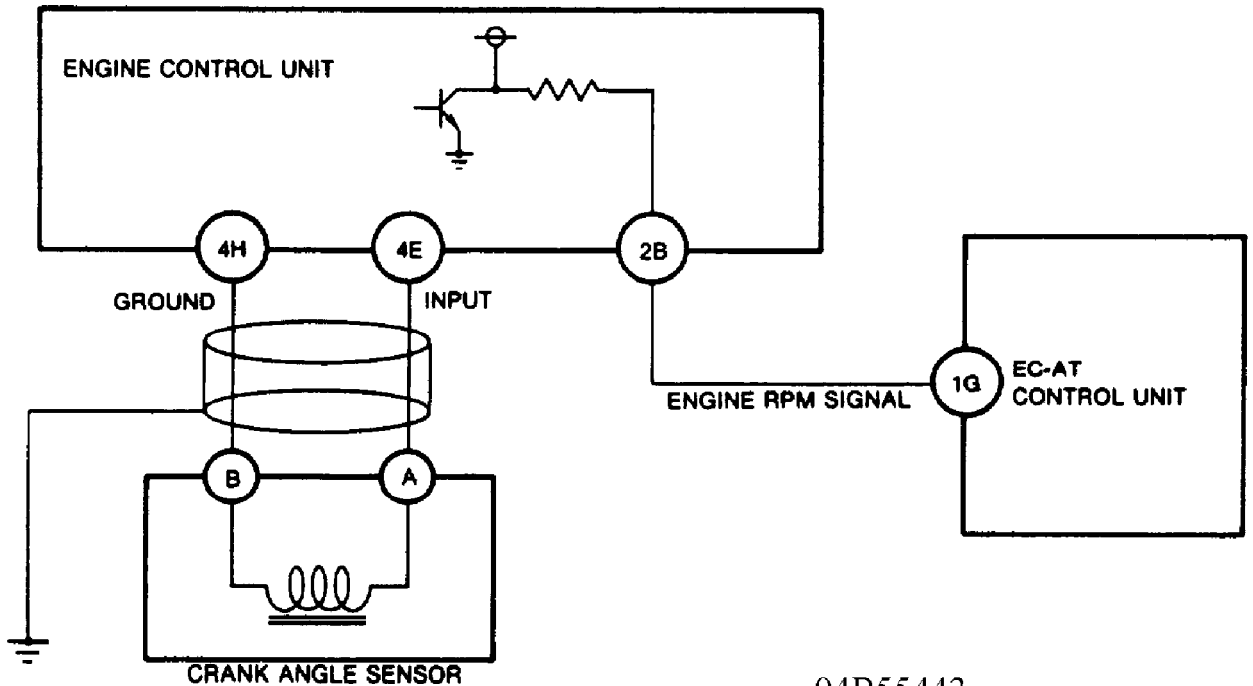 ENGINE CONTROL UNIT
4H
4E
2B
GROUND
INPUT
1G
EC-AT
CONTROL UNIT
ENGINE RPM SIGNAL
B
A
CRANK ANGLE SENSOR